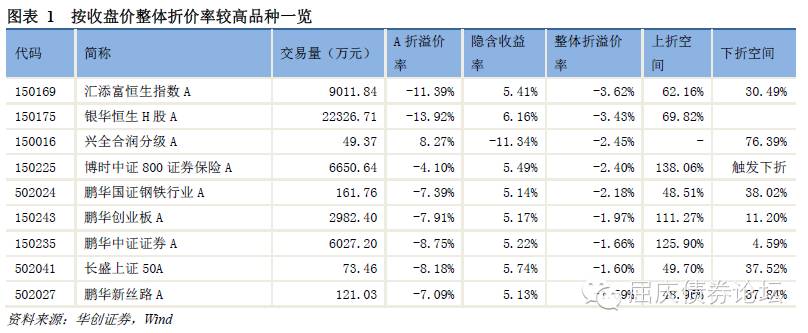 图表 1 按收盘价整体折价率较高品种一览
代码 简称 交易量（万元） A 折溢价率 隐含收益率 整体折溢价率 上折空间 下折空间
150169 汇添富恒生指数 A 9011.84 -11.39% 5.41% -3.62% 62.16% 30.49%
150175 银华恒生 H 股 A 22326.71 -13.92% 6.16% -3.43% 69.82%
150016 兴全合润分级 A 49.37 8.27% -11.34% -2.45% - 76.39%
150225 博时中证 800 证券保险 A 6650.64 -4.10% 5.49% -2.40% 138.06% 触发下折
502024 鹏华国证钢铁行业 A 161.76 -7.39% 5.14% -2.18% 48.51% 38.02%
150243 鹏华创业板 A 2982.40 -7.91% 5.17% -1.97% 111.27% 11.20%
150235 鹏华中证证券 A 6027.20 -8.75% 5.22% -1.66% 125.90% 4.59%
502041 长盛上证 50A 73.46 -8.18% 5.74% -1.60% 49.70% 37.52%
502027 鹏华新丝路 A 121.03 -7.09% 5.13% 48.96% 37.84%
屈庆债券论坛
资料来源：华创证券，Wind